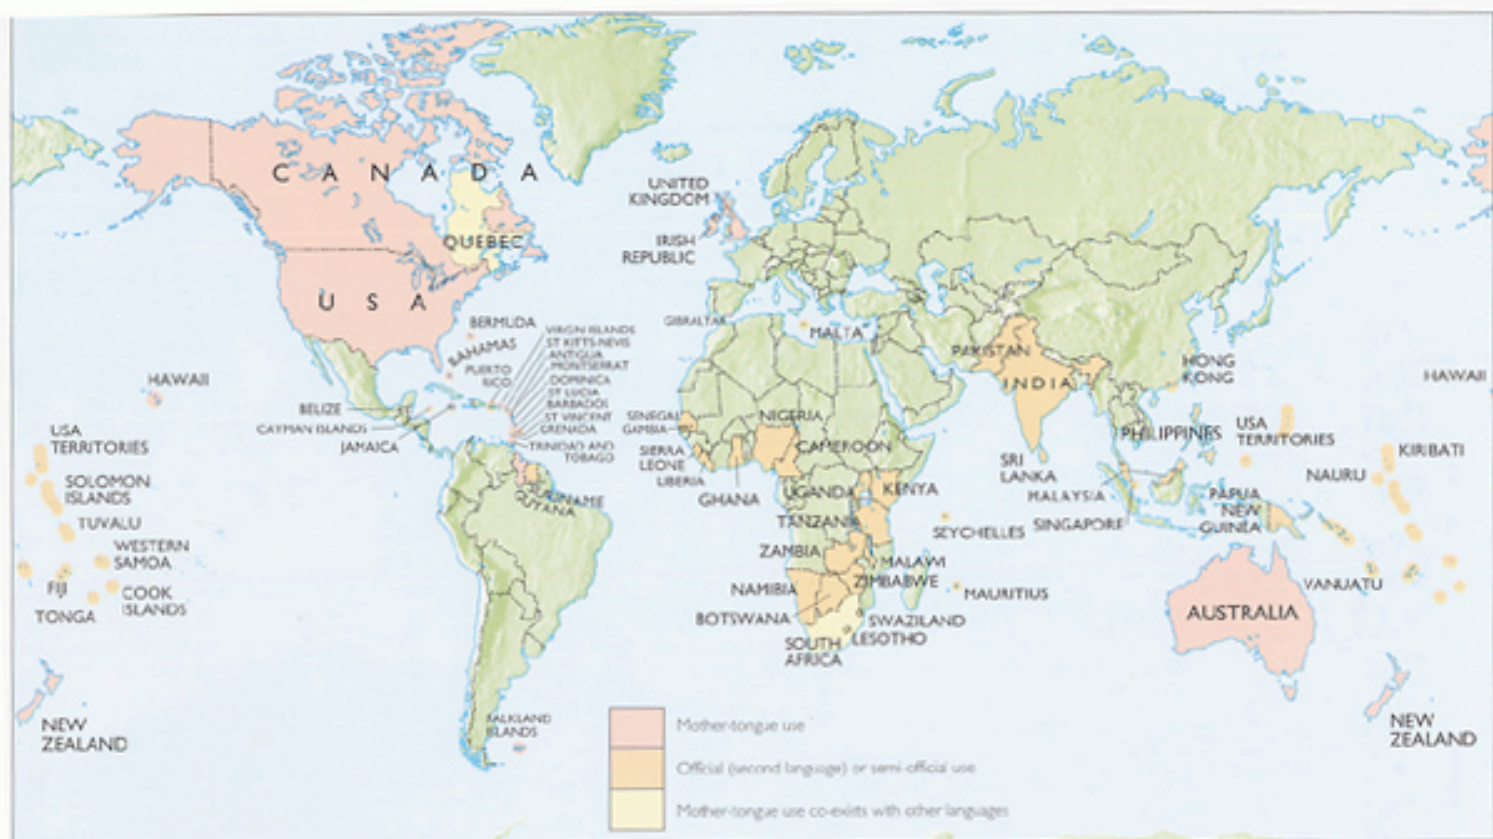 CANADA
UNITED
KINGDOM
QUEBEC
IRISH
REPUBLIC
USA
BERMUDA
GIBRALTAR
MALTA
BAHAMAS
VIRGIN ISLANDS
ST KITTS-NEVIS
ANTIGUA
MONTSERRAT
DOMINICA
ST LUCIA
BARBADOS
ST VINCENT
GRENADA
TRINIDAD AND
TOBAGO
PUERTO
RICO
PAKISTAN
INDIA
HONG
KONG
HAWAII
HAWAII
BELIZE
CAYMAN ISLANDS
JAMAICA
SENEGAL
GAMBIA
NIGERIA
CAMEROON
SIERRA
LEONE
LIBERIA
GHANA
UGANDA
KENYA
TANZANIA
SRI
LANKA
PHILIPPINES
USA
TERRITORIES
MALAYSIA
SINGAPORE
NAURU
KIRIBATI
PAPUA
NEW
GUINEA
USA
TERRITORIES
SOLOMON
ISLANDS
TUVALU
WESTERN
SAMOA
FIJI
COOK
ISLANDS
TONGA
SURINAME
GUYANA
SEYCHELLES
ZAMBIA
MALAWI
ZIMBABWE
NAMIBIA
MAURITIUS
BOTSWANA
SWAZILAND
LESOTHO
SOUTH
AFRICA
VANUATU
AUSTRALIA
NEW
ZEALAND
FALKLAND
ISLANDS
NEW
ZEALAND
Mother-tongue use
Official (second language) or semi-official use
Mother-tongue use co-exists with other languages